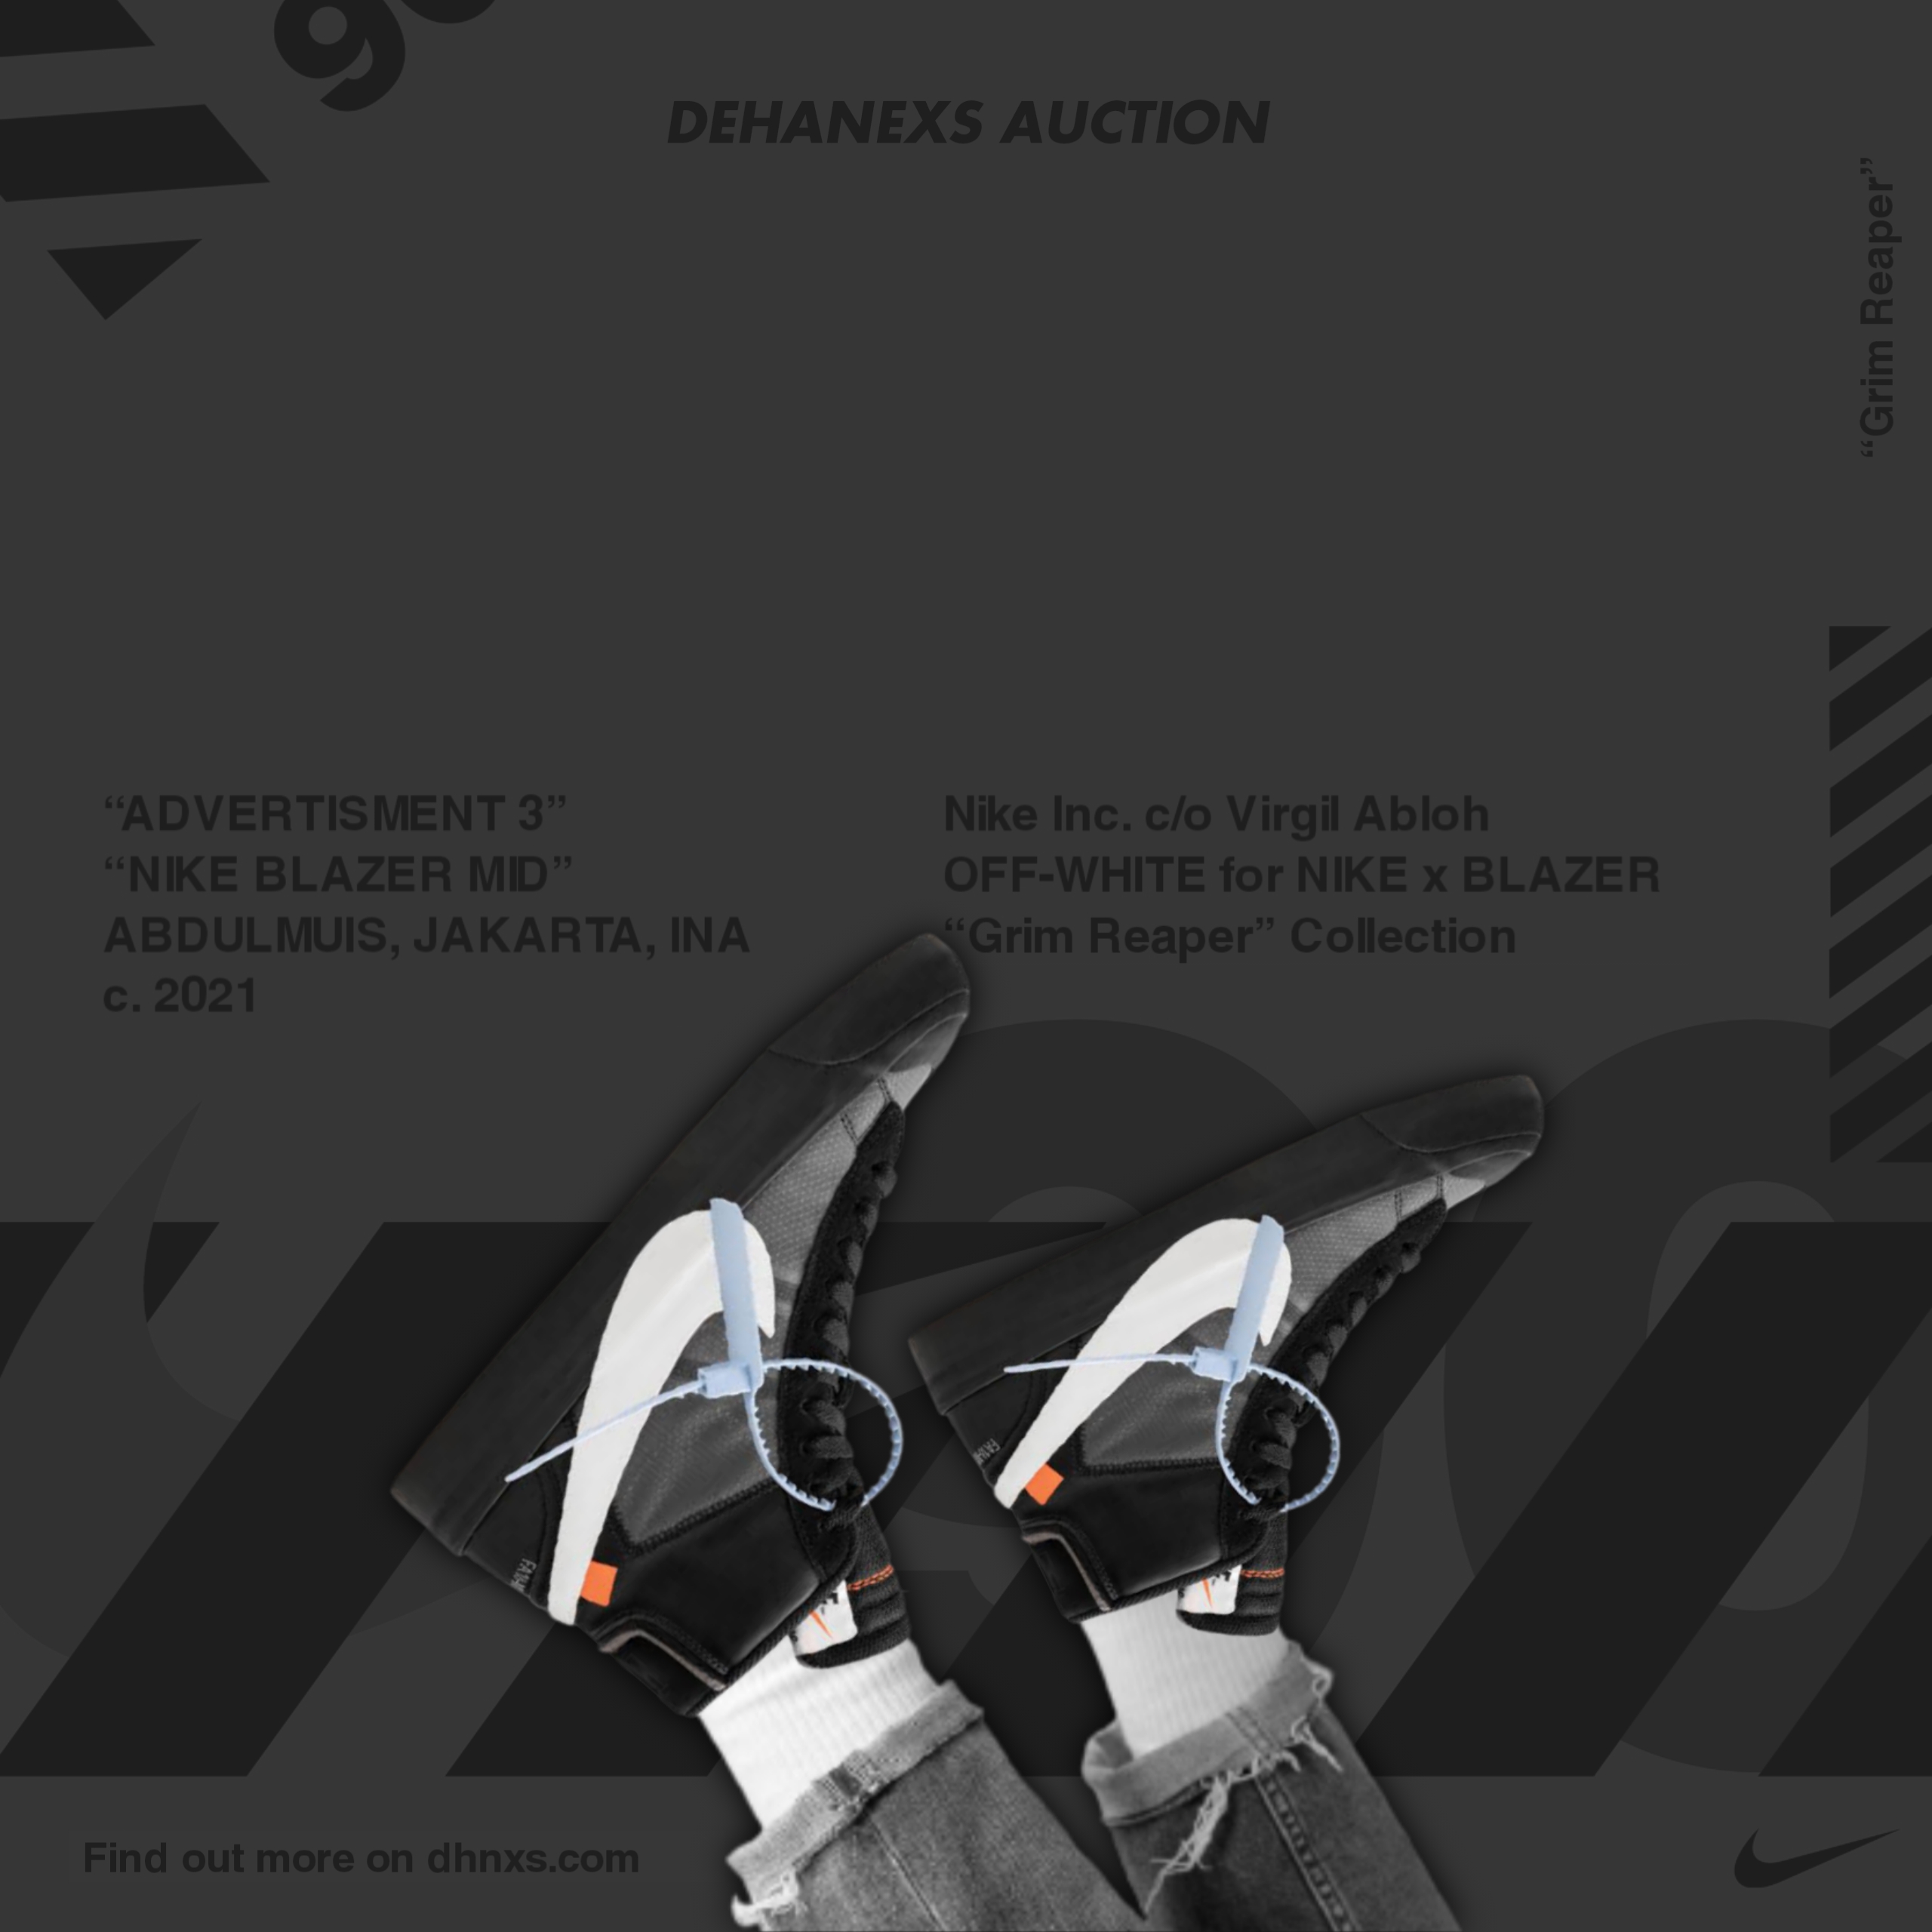 DEHANEXS AUCTION
“Grim Reaper”
“ADVERTISMENT 3”
“NIKE BLAZER MID”
ABDULMUIS, JAKARTA, INA
c. 2021
Nike Inc. c/o Virgil Abloh
OFF-WHITE for NIKE x BLAZER
“Grim Reaper” Collection
Find out more on dhnxs.com